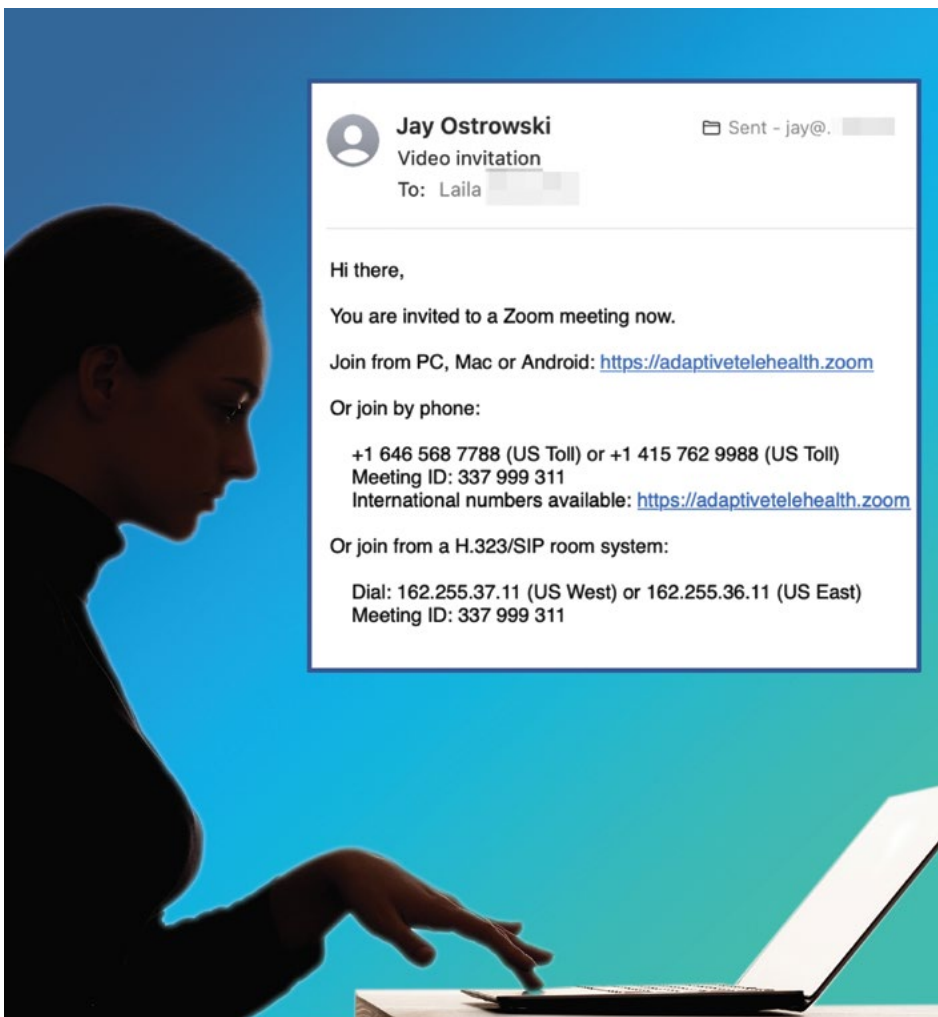 Jay Ostrowski
Sent - jay@.
Video invitation
To: Laila
Hi there,
You are invited to a Zoom meeting now.
Join from PC, Mac or Android: https://adaptivetelehealth.zoom
Or join by phone:
+1 646 568 7788 (US Toll) or +1 415 762 9988 (US Toll)
Meeting ID: 337 999 311
International numbers available: https://adaptivetelehealth.zoom
Or join from a H.323/SIP room system:
Dial: 162.255.37.11 (US West) or 162.255.36.11 (US East)
Meeting ID: 337 999 311